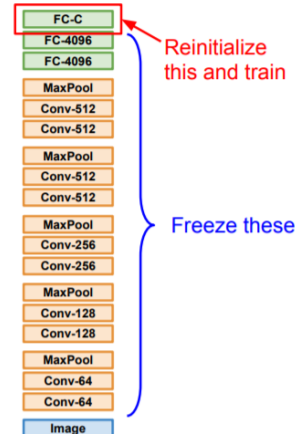 FC-C
FC-4096
FC-4096
MaxPool
Conv-512
Conv-512
MaxPool
Conv-512
Conv-512
MaxPool
Conv-256
Conv-256
MaxPool
Conv-128
Conv-128
MaxPool
Conv-64
Conv-64
Image
Reinitialize
this and train
Freeze these